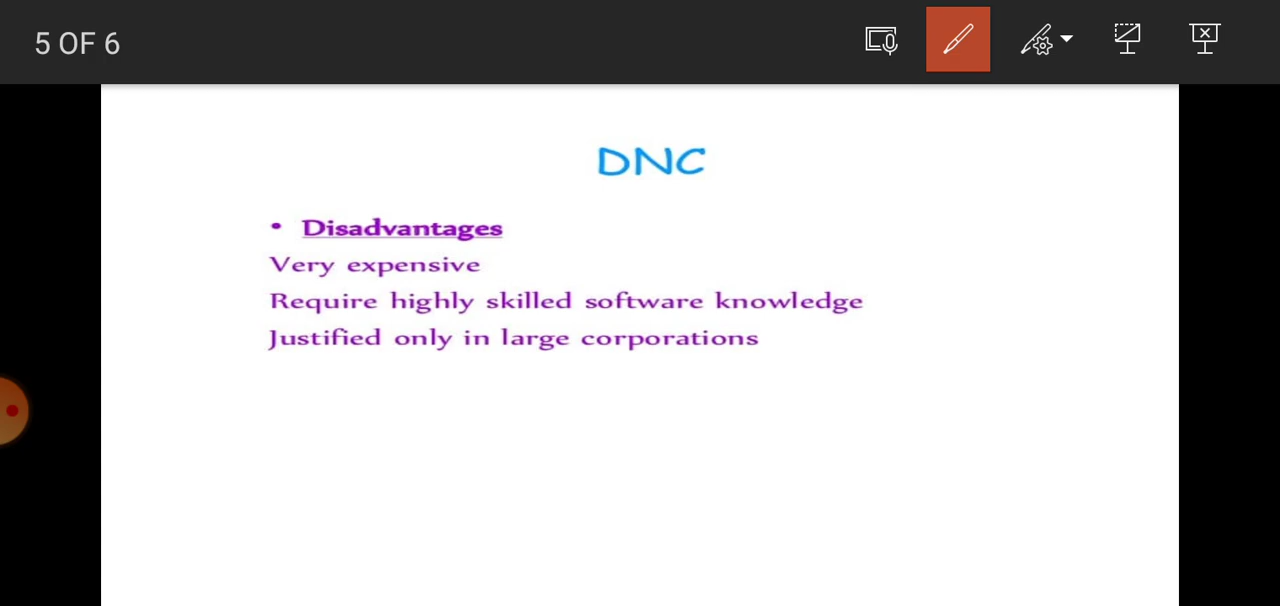 5 OF 6
DNC
• Disadvantages
Very expensive
Require highly skilled software knowledge
Justified only in large corporations